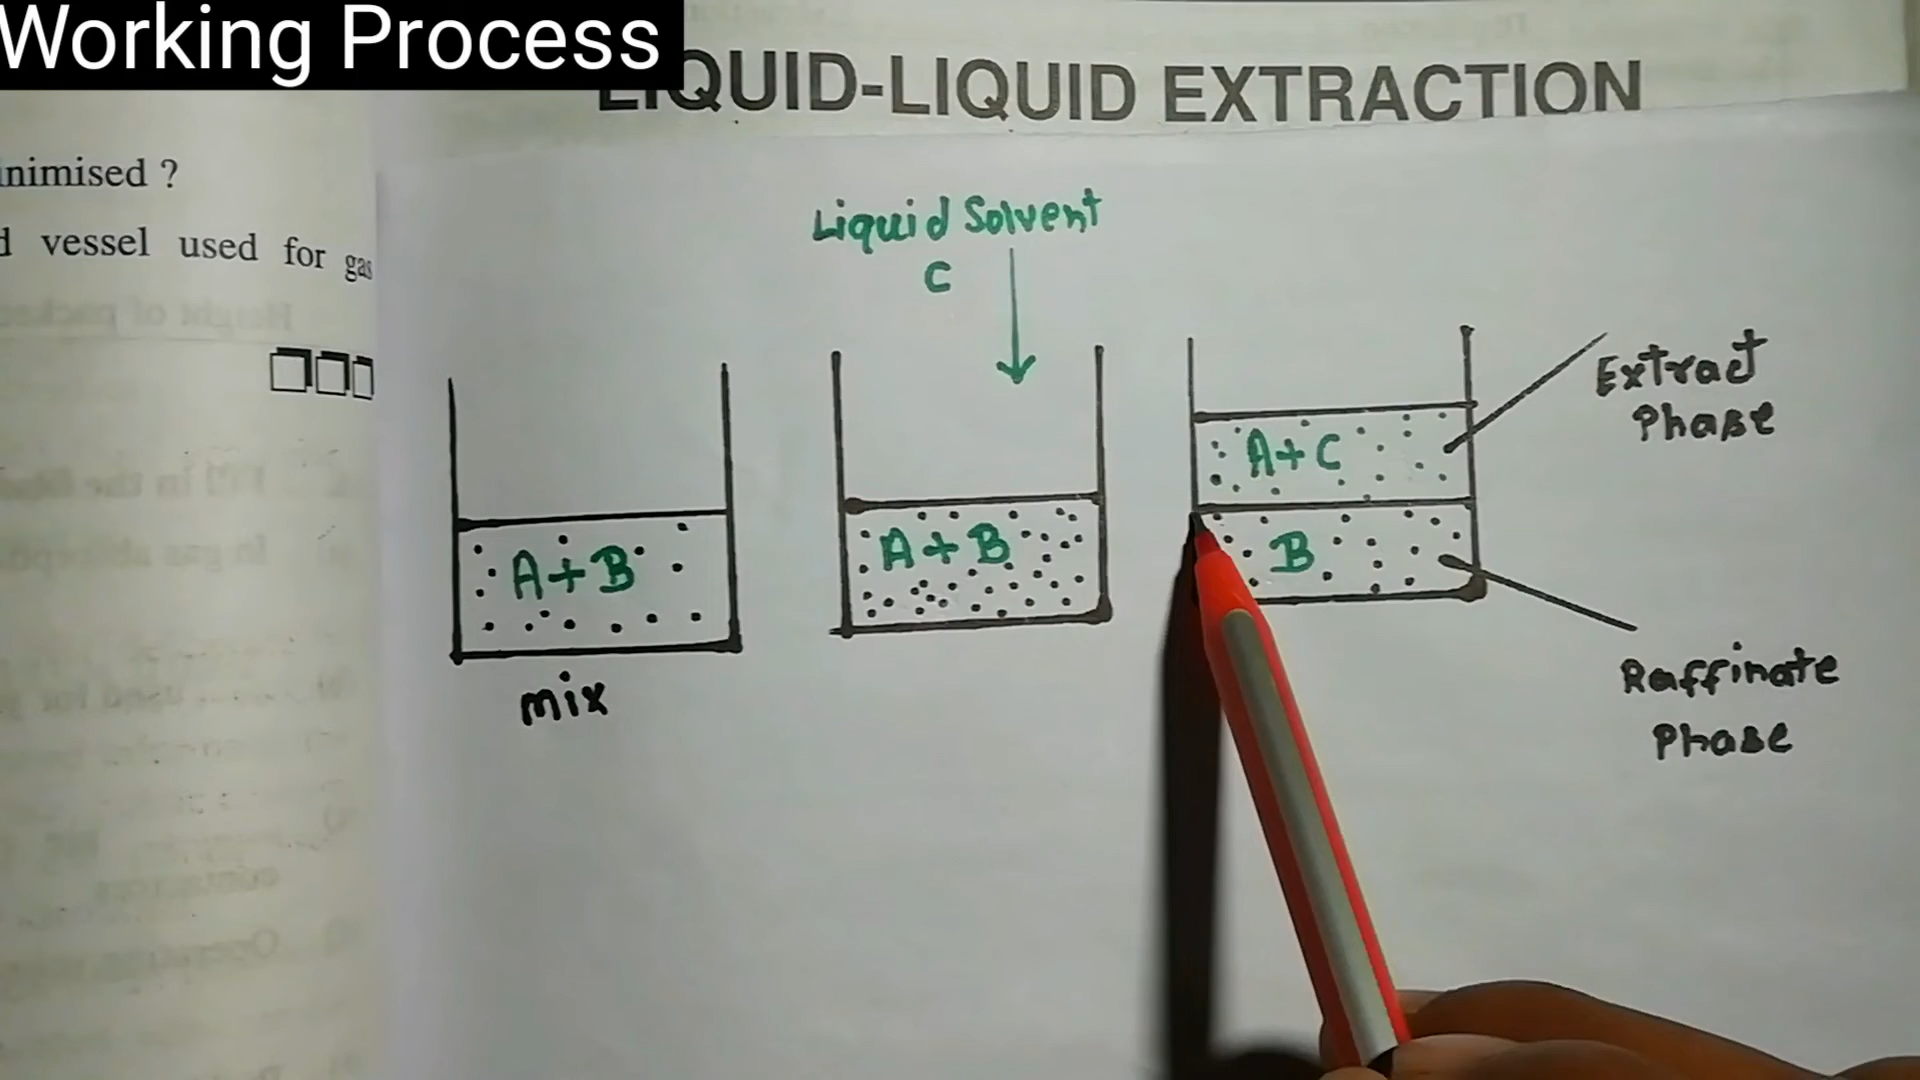 Working Process
LIQUID-LIQUID EXTRACTION
nimised ?
vessel used for gas
Liquid Solvent
C
Extract
Phase
A+C
A+B
A+B
B
mix
Raffinate
Phase